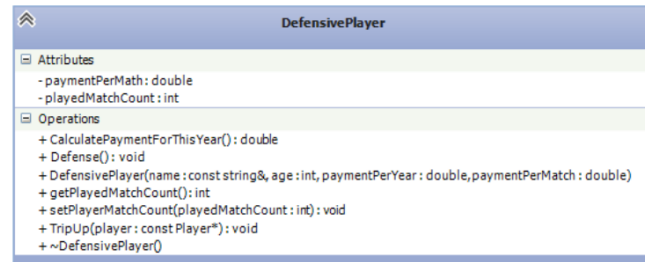 DefensivePlayer
Attributes
- paymentPerMath : double
- playedMatchCount : int
Operations
+ CalculatePaymentForThisYear() : double
+ Defense() : void
+ DefensivePlayer(name : const string&, age : int, paymentPerYear : double, paymentPerMatch : double)
+ getPlayedMatchCount() : int
+ setPlayerMatchCount(playedMatchCount : int) : void
+ TripUp(player : const Player*) : void
+ ~DefensivePlayer()